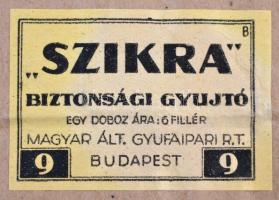 B
„SZIKRA"
BIZTONSÁGI GYUJTÓ
EGY DOBOZ ÁRA: 6 FILLÉR
MAGYAR ÁLT. GYUFAIPARI R.T.
9 BUDAPEST 9